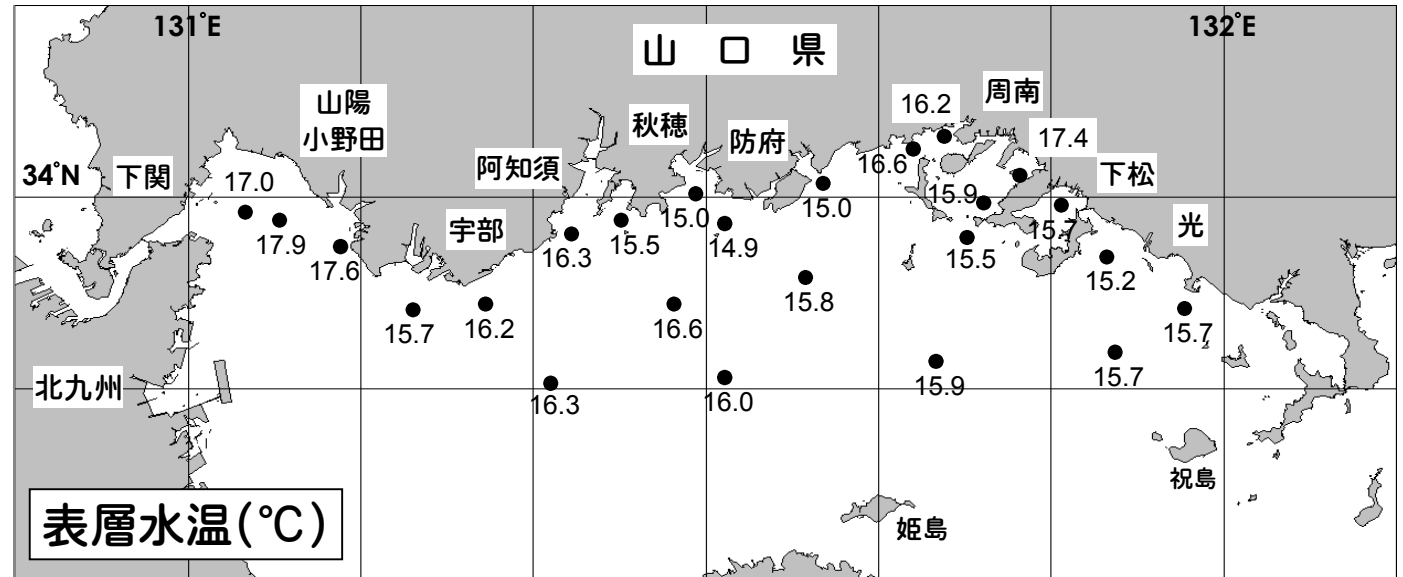 131°E
132°E
山 口 県
山陽
小野田
秋穂
防府
16.2
周南
阿知須
17.4
34°N
下関
17.0
16.6
下松
15.9
15.0
15.0
15.7
宇部
17.9
17.6
16.3
15.5
14.9
15.5
光
15.2
15.8
15.7
16.2
16.6
15.7
北九州
16.3
16.0
15.9
15.7
祝島
姫島
表層水温(℃)